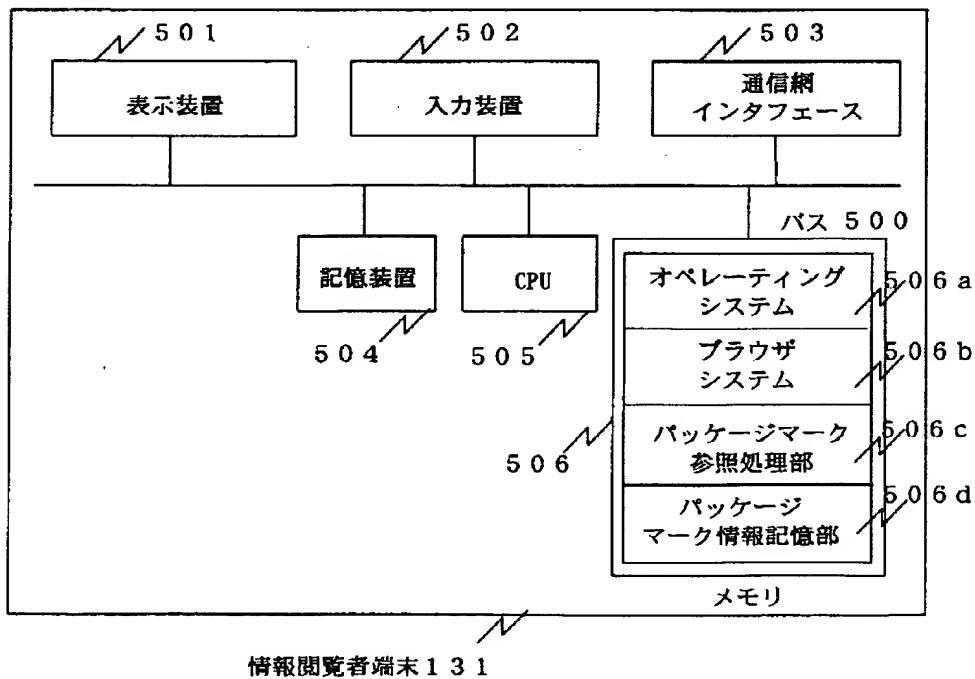 501
502
503
表示装置
入力装置
通信網
インタフェース
バス 500
記憶装置
CPU
504
505
オペレーティング
システム
506a
ブラウザ
システム
506b
パッケージマーク
参照処理部
506c
506
パッケージ
マーク情報記憶部
506d
メモリ
情報閲覧者端末131